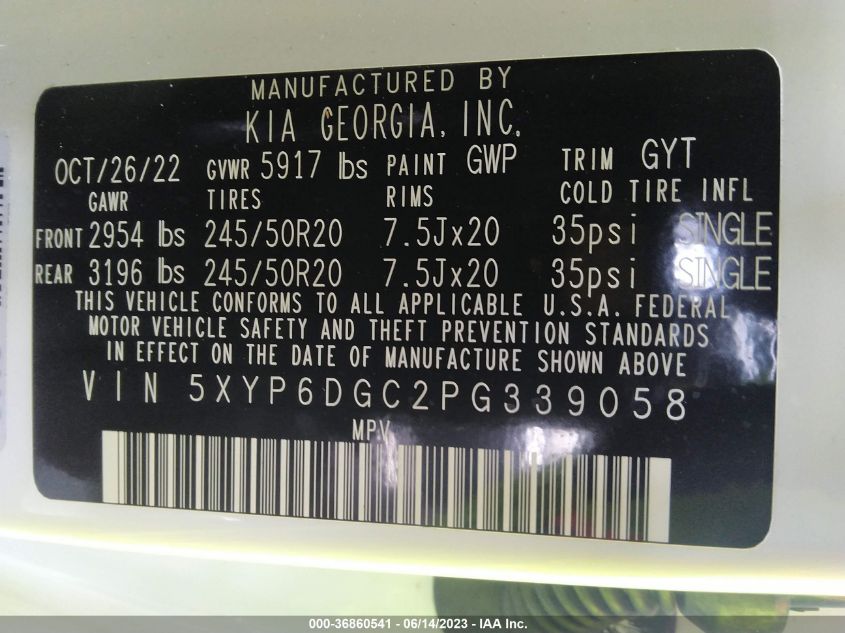 MANUFACTURED BY
KIA GEORGIA, INC.
OCT/26/22 GVWR 5917 lbs PAINT GWP TRIM GYT
GAWR TIRES RIMS COLD TIRE INFL
FRONT 2954 lbs 245/50R20 7.5Jx20 35psi SINGLE
REAR 3196 lbs 245/50R20 7.5Jx20 35psi SINGLE
THIS VEHICLE CONFORMS TO ALL APPLICABLE U.S.A. FEDERAL
MOTOR VEHICLE SAFETY AND THEFT PREVENTION STANDARDS
IN EFFECT ON THE DATE OF MANUFACTURE SHOWN ABOVE
VIN 5XYP6DGC2PG339058
MPV
000-36860541 - 06/14/2023 - IAA Inc.